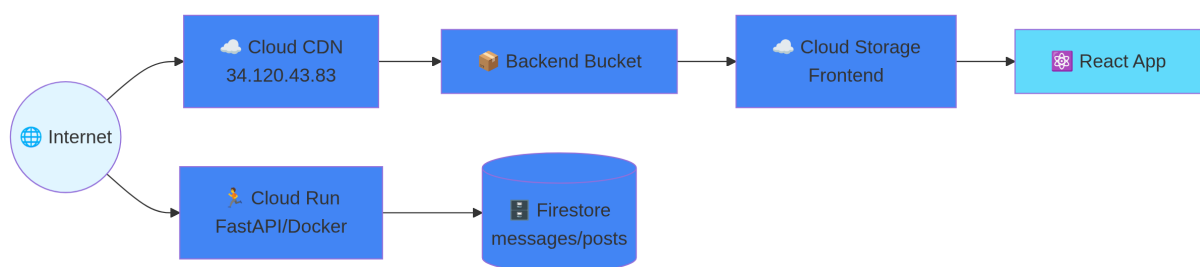 🌐 Internet
☁️ Cloud CDN
34.120.43.83
📦 Backend Bucket
☁️ Cloud Storage
Frontend
⚛️ React App
🏃 Cloud Run
FastAPI/Docker
🗄️ Firestore
messages/posts